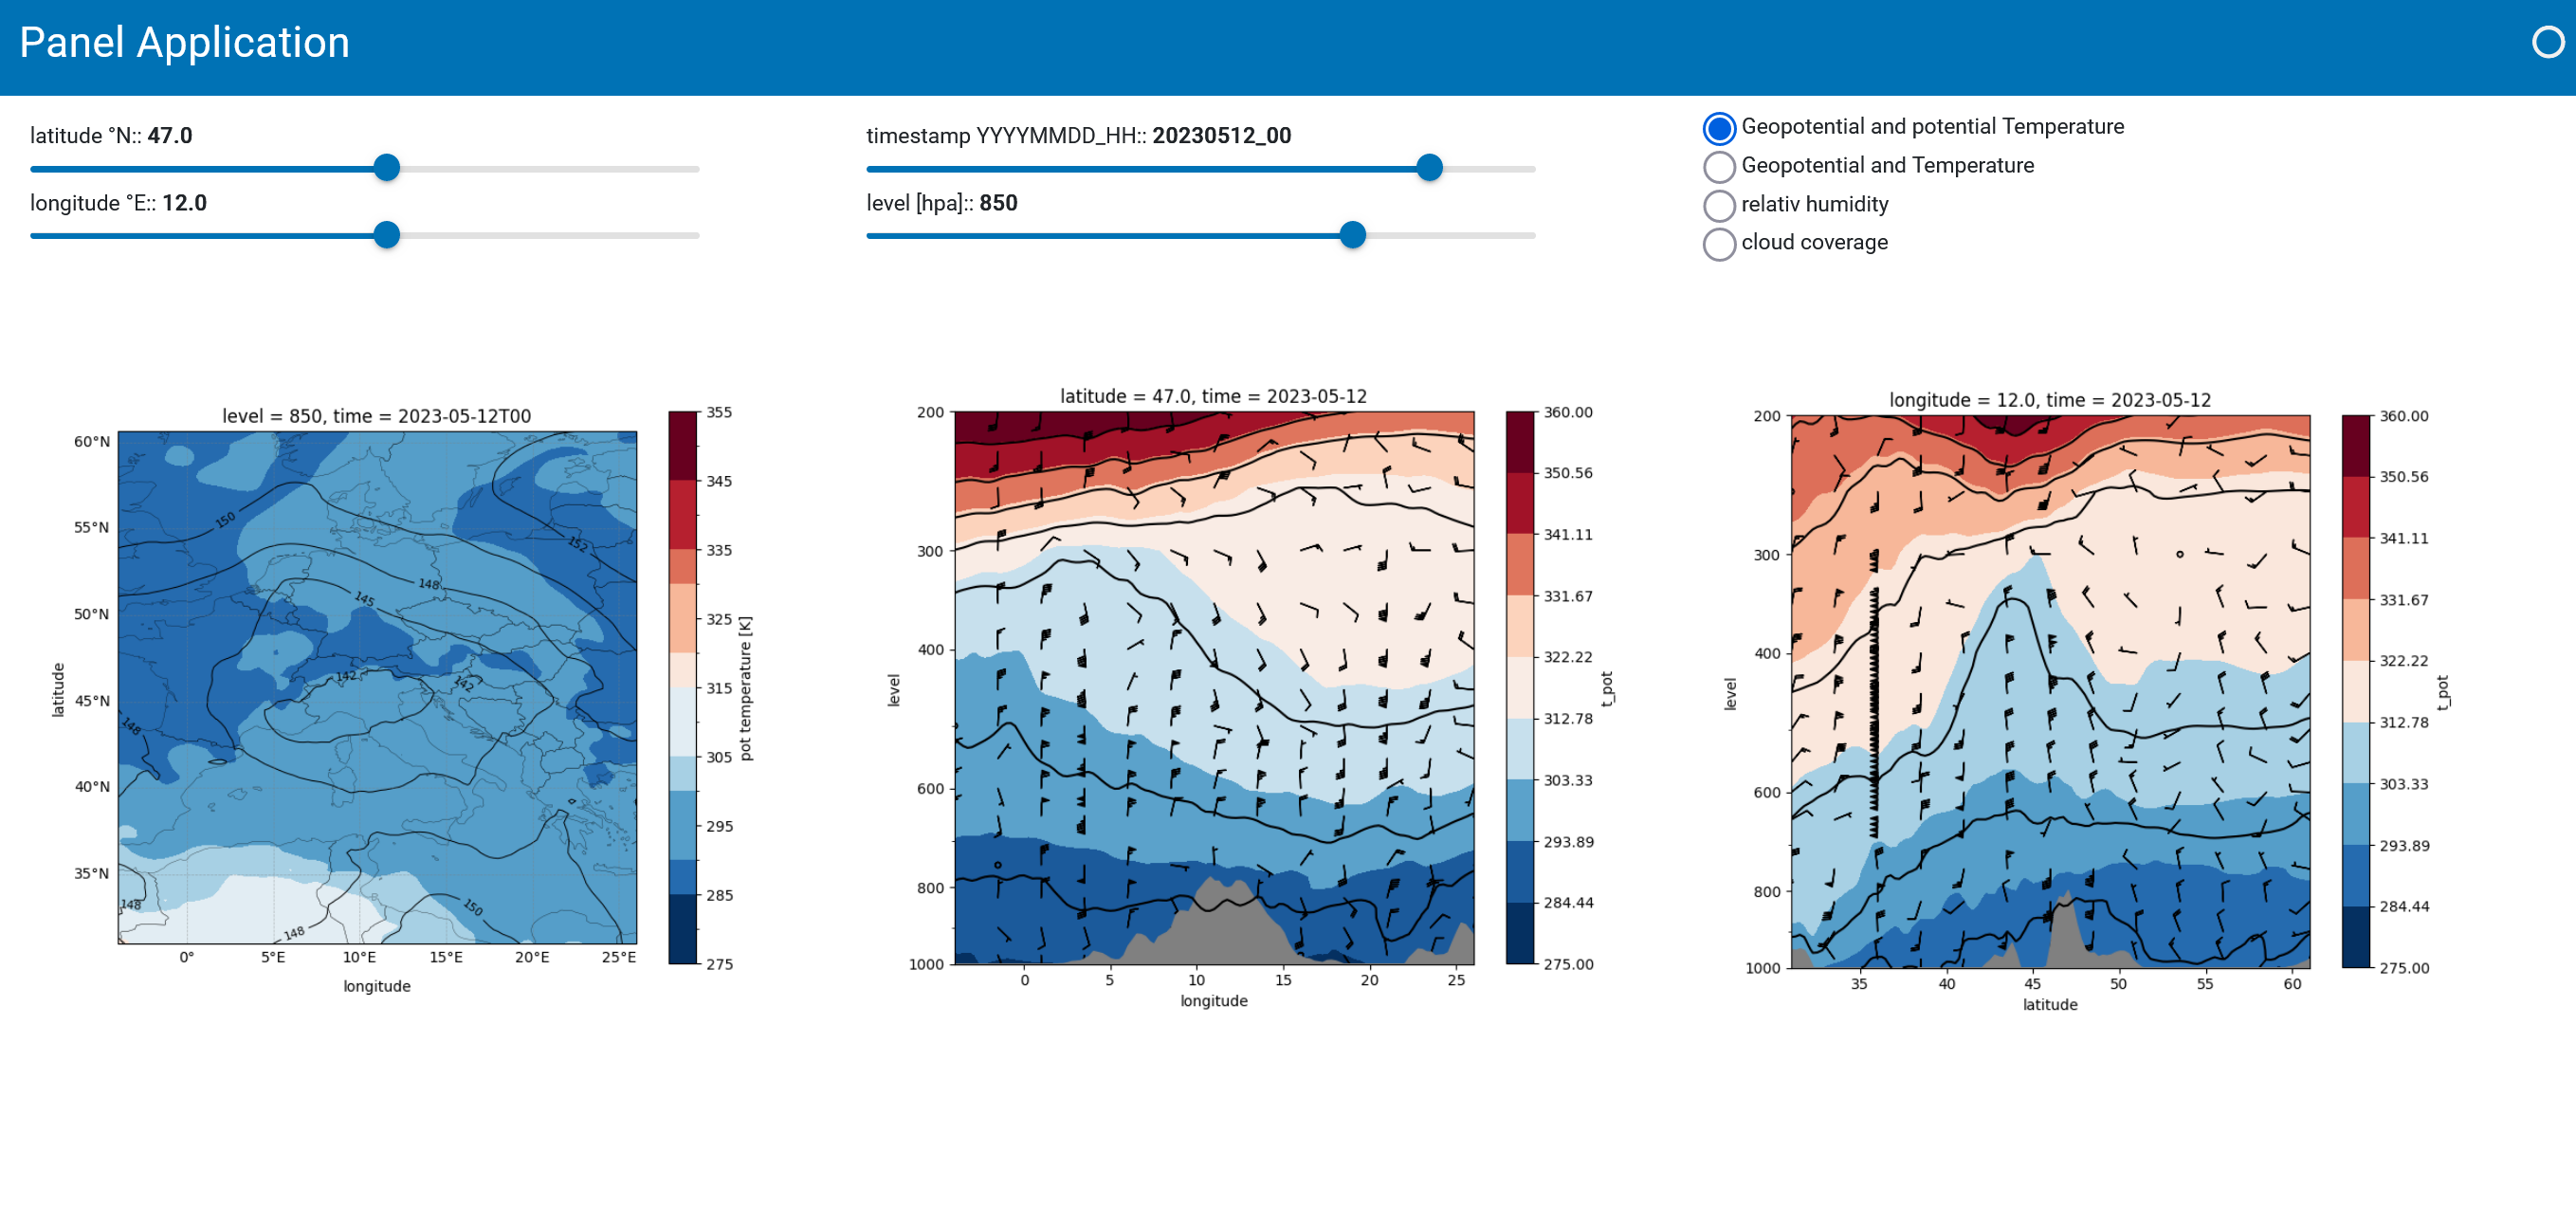 Panel Application
latitude °N:: 47.0
longitude °E:: 12.0
timestamp YYYYMMDD_HH:: 20230512_00
level [hpa]:: 850
Geopotential and potential Temperature
Geopotential and Temperature
relativ humidity
cloud coverage
level = 850, time = 2023-05-12T00
60°N
55°N
50°N
45°N
40°N
35°N
latitude
0°
5°E
10°E
15°E
20°E
25°E
longitude
150
152
148
145
142
142
148
148
150
148
355
345
335
325
315
305
295
285
275
pot temperature [K]
latitude = 47.0, time = 2023-05-12
200
300
400
600
800
1000
level
0
5
10
15
20
25
longitude
360.00
350.56
341.11
331.67
322.22
312.78
303.33
293.89
284.44
275.00
t_pot
longitude = 12.0, time = 2023-05-12
200
300
400
600
800
1000
level
35
40
45
50
55
60
latitude
360.00
350.56
341.11
331.67
322.22
312.78
303.33
293.89
284.44
275.00
t_pot